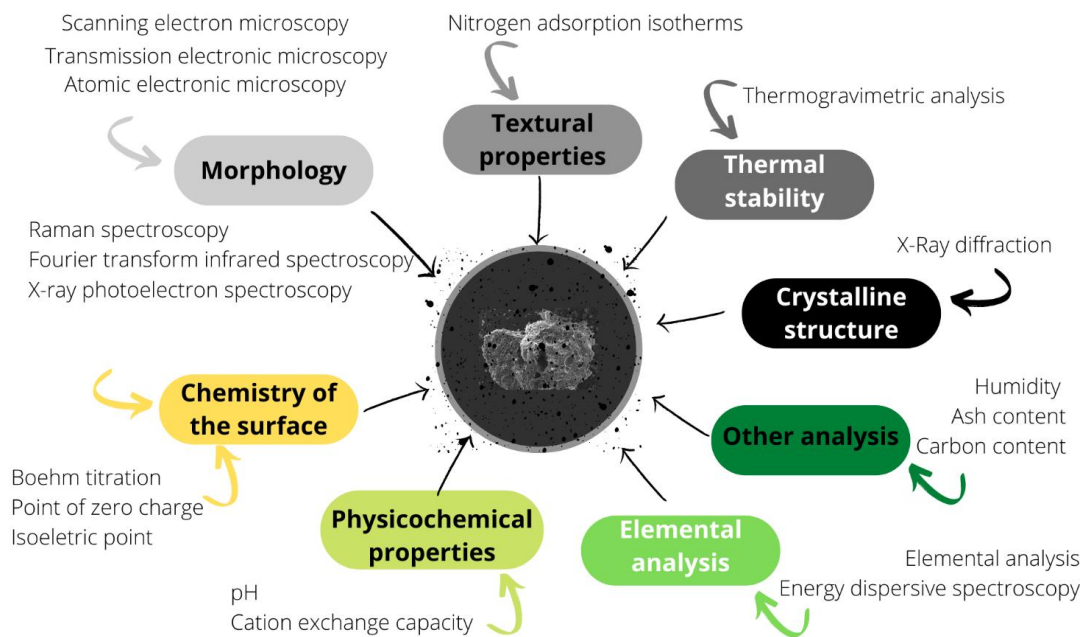 Scanning electron microscopy
Transmission electronic microscopy
Atomic electronic microscopy
Morphology
Nitrogen adsorption isotherms
Textural
properties
Thermogravimetric analysis
Thermal
stability
X-Ray diffraction
Crystalline
structure
Raman spectroscopy
Fourier transform infrared spectroscopy
X-ray photoelectron spectroscopy
Chemistry of
the surface
Boehm titration
Point of zero charge
Isoeletric point
Humidity
Ash content
Carbon content
Other analysis
Physicochemical
properties
pH
Cation exchange capacity
Elemental
analysis
Elemental analysis
Energy dispersive spectroscopy